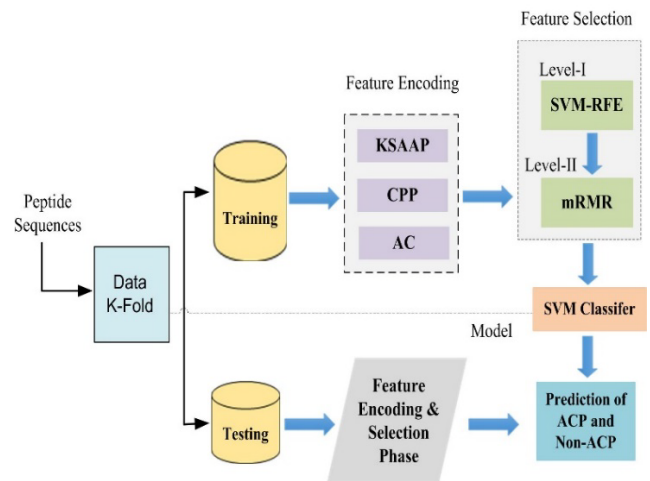 Feature Selection
Level-I
SVM-RFE
Level-II
mRMR
Feature Encoding
KSAAP
CPP
AC
Peptide
Sequences
Training
Data
K-Fold
SVM Classifer
Model
Testing
Feature
Encoding &
Selection
Phase
Prediction of
ACP and
Non-ACP